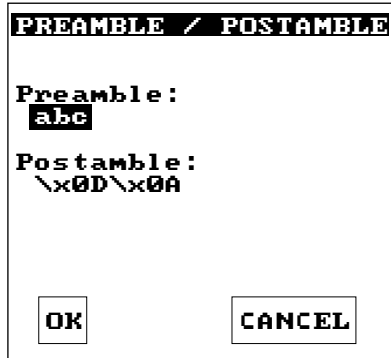 PREAMBLE / POSTAMBLE
Preamble:
abc
Postamble:
\x0D\x0A
OK CANCEL